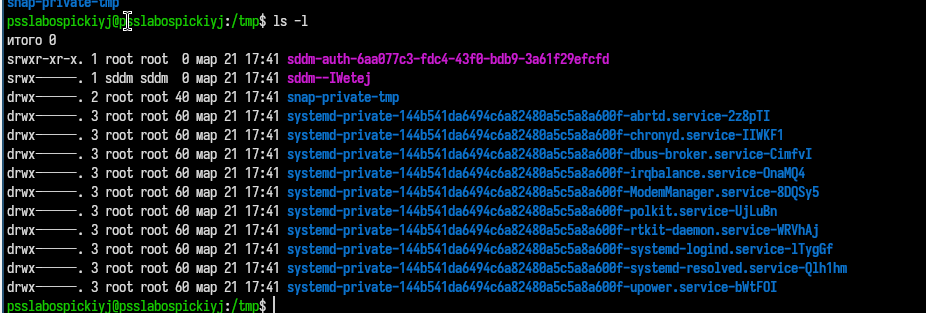 snap-private-tmp
psslabospickiyj@psslabospickiyj:/tmp$ ls -l
итого 0
srwxr-xr-x. 1 root root  0 мар 21 17:41 sddm-auth-6aa077c3-fdc4-43f0-bdb9-3a61f29efcfd
srwx------. 1 sddm sddm  0 мар 21 17:41 sddm--IWetej
drwx------. 2 root root 40 мар 21 17:41 snap-private-tmp
drwx------. 3 root root 60 мар 21 17:41 systemd-private-144b541da6494c6a82480a5c5a8a600f-abrtd.service-2z8pTI
drwx------. 3 root root 60 мар 21 17:41 systemd-private-144b541da6494c6a82480a5c5a8a600f-chronyd.service-IIWKF1
drwx------. 3 root root 60 мар 21 17:41 systemd-private-144b541da6494c6a82480a5c5a8a600f-dbus-broker.service-CimfvI
drwx------. 3 root root 60 мар 21 17:41 systemd-private-144b541da6494c6a82480a5c5a8a600f-irqbalance.service-OnaMQ4
drwx------. 3 root root 60 мар 21 17:41 systemd-private-144b541da6494c6a82480a5c5a8a600f-ModemManager.service-8DQSy5
drwx------. 3 root root 60 мар 21 17:41 systemd-private-144b541da6494c6a82480a5c5a8a600f-polkit.service-UjLuBn
drwx------. 3 root root 60 мар 21 17:41 systemd-private-144b541da6494c6a82480a5c5a8a600f-rtkit-daemon.service-WRVhAj
drwx------. 3 root root 60 мар 21 17:41 systemd-private-144b541da6494c6a82480a5c5a8a600f-systemd-logind.service-lTygGf
drwx------. 3 root root 60 мар 21 17:41 systemd-private-144b541da6494c6a82480a5c5a8a600f-systemd-resolved.service-Qlh1hm
drwx------. 3 root root 60 мар 21 17:41 systemd-private-144b541da6494c6a82480a5c5a8a600f-upower.service-bWtFOI
psslabospickiyj@psslabospickiyj:/tmp$